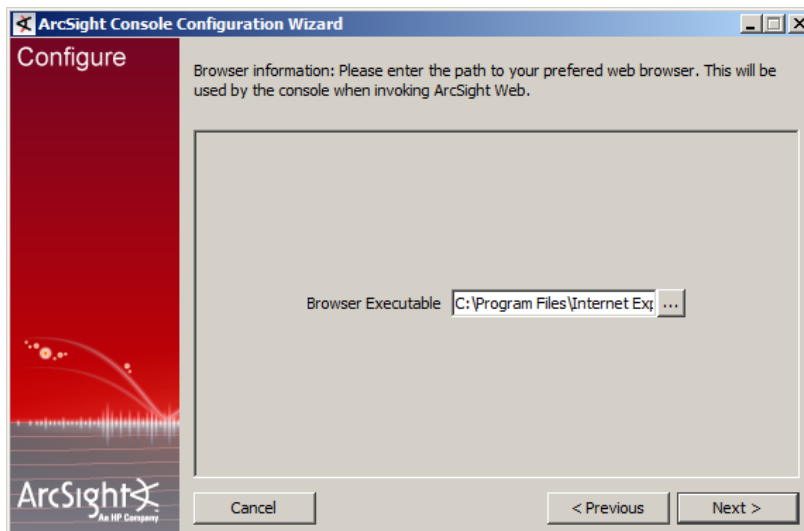 ArcSight Console Configuration Wizard
Configure
Browser information: Please enter the path to your prefered web browser. This will be
used by the console when invoking ArcSight Web.
Browser Executable C:\Program Files\Internet Exp ...
ArcSight
An HP Company
Cancel < Previous Next >